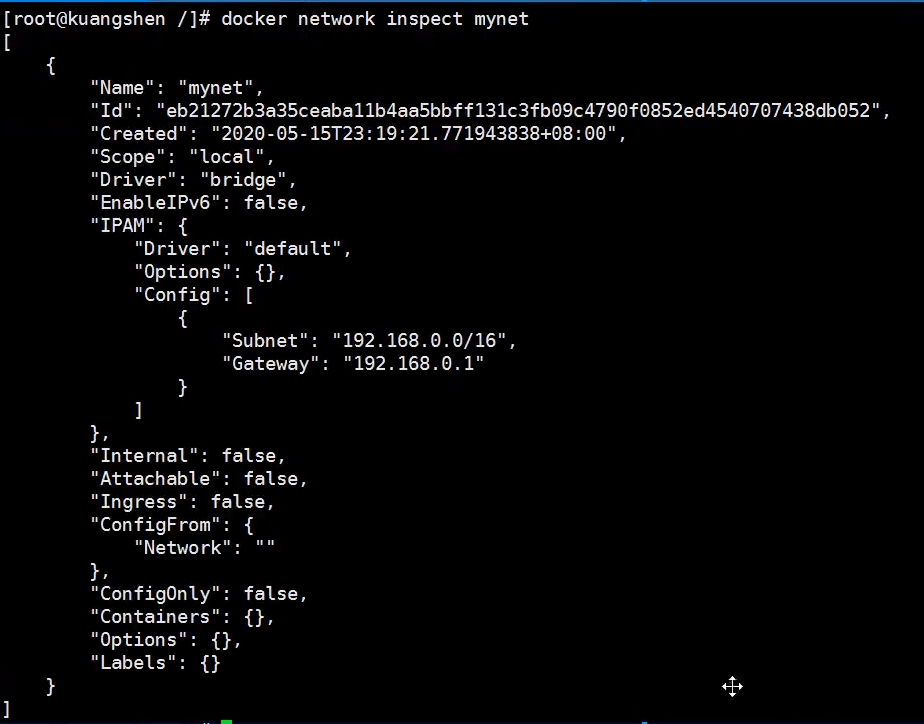 [root@kuangshen /]# docker network inspect mynet
[
    {
        "Name": "mynet",
        "Id": "eb21272b3a35ceaba11b4aa5bbff131c3fb09c4790f0852ed4540707438db052",
        "Created": "2020-05-15T23:19:21.771943838+08:00",
        "Scope": "local",
        "Driver": "bridge",
        "EnableIPv6": false,
        "IPAM": {
            "Driver": "default",
            "Options": {},
            "Config": [
                {
                    "Subnet": "192.168.0.0/16",
                    "Gateway": "192.168.0.1"
                }
            ]
        },
        "Internal": false,
        "Attachable": false,
        "Ingress": false,
        "ConfigFrom": {
            "Network": ""
        },
        "ConfigOnly": false,
        "Containers": {},
        "Options": {},
        "Labels": {}
    }
]